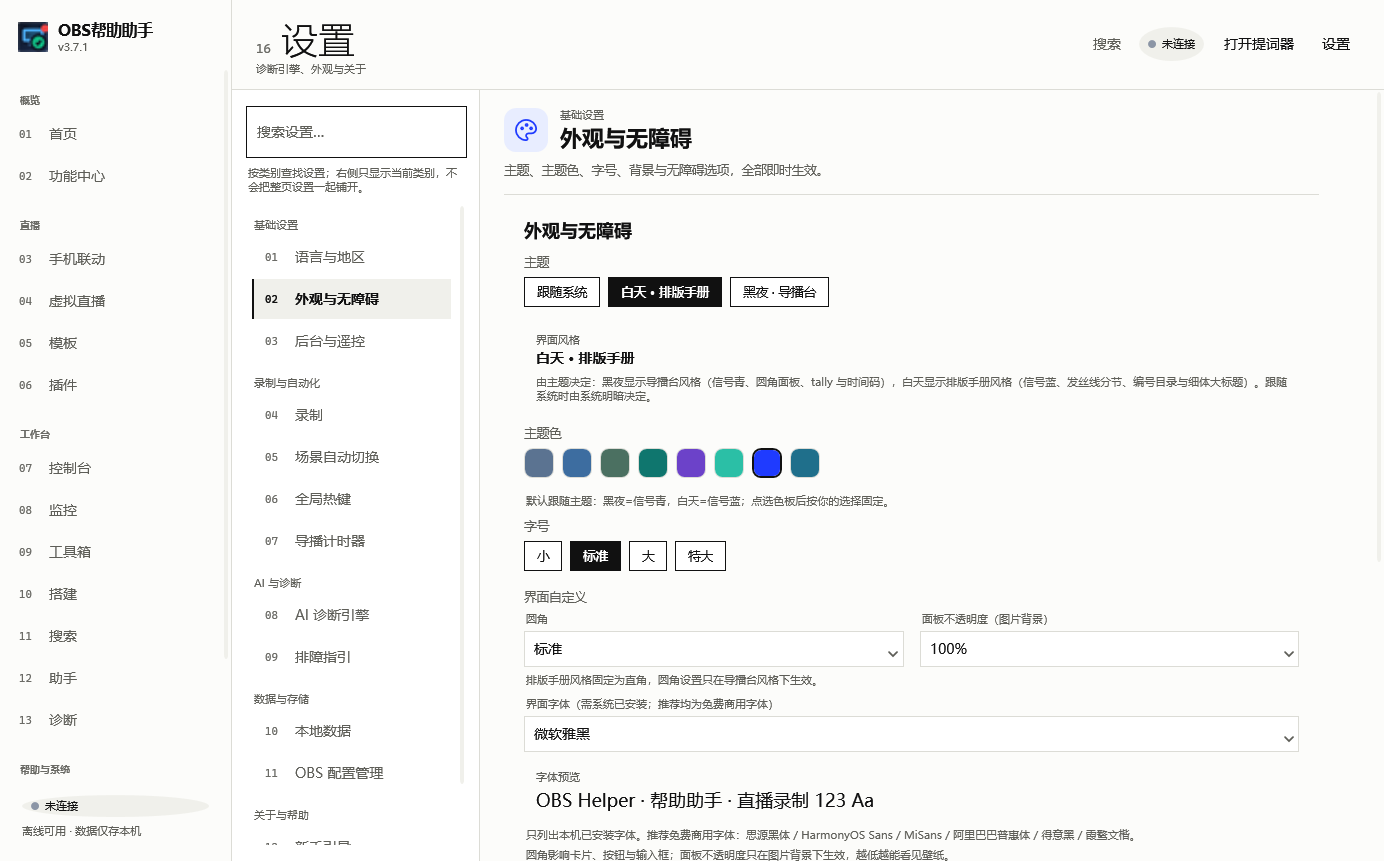 OBS帮助助手
v3.7.1
概览
01 首页
02 功能中心
直播
03 手机联动
04 虚拟直播
05 模板
06 插件
工作台
07 控制台
08 监控
09 工具箱
10 搭建
11 搜索
12 助手
13 诊断
帮助与系统
未连接
离线可用 · 数据仅存本机
16 设置
诊断引擎、外观与关于
搜索
未连接
打开提词器
设置
搜索设置...
按类别查找设置；右侧只显示当前类别，不
会把整页设置一起铺开。
基础设置
01 语言与地区
02 外观与无障碍
03 后台与遥控
录制与自动化
04 录制
05 场景自动切换
06 全局热键
07 导播计时器
AI 与诊断
08 AI 诊断引擎
09 排障指引
数据与存储
10 本地数据
11 OBS 配置管理
关于与帮助
基础设置
外观与无障碍
主题、主题色、字号、背景与无障碍选项，全部即时生效。
外观与无障碍
主题
跟随系统
白天 • 排版手册
黑夜 · 导播台
界面风格
白天 • 排版手册
由主题决定：黑夜显示导播台风格（信号青、圆角面板、tally 与时间码），白天显示排版手册风格（信号蓝、发丝线分节、编号目录与细体大标题）。跟随
系统时由系统明暗决定。
主题色
默认跟随主题：黑夜=信号青，白天=信号蓝；点选色板后按你的选择固定。
字号
小
标准
大
特大
界面自定义
圆角
标准
面板不透明度（图片背景）
100%
排版手册风格固定为直角，圆角设置只在导播台风格下生效。
界面字体（需系统已安装；推荐均为免费商用字体）
微软雅黑
字体预览
OBS Helper · 帮助助手 · 直播录制 123 Aa
只列出本机已安装字体。推荐免费商用字体：思源黑体 / HarmonyOS Sans / MiSans / 阿里巴巴普惠体 / 得意黑 / 霞鹜文楷。
圆角影响卡片、按钮与输入框；面板不透明度只在图片背景下生效，越低越能看见壁纸。